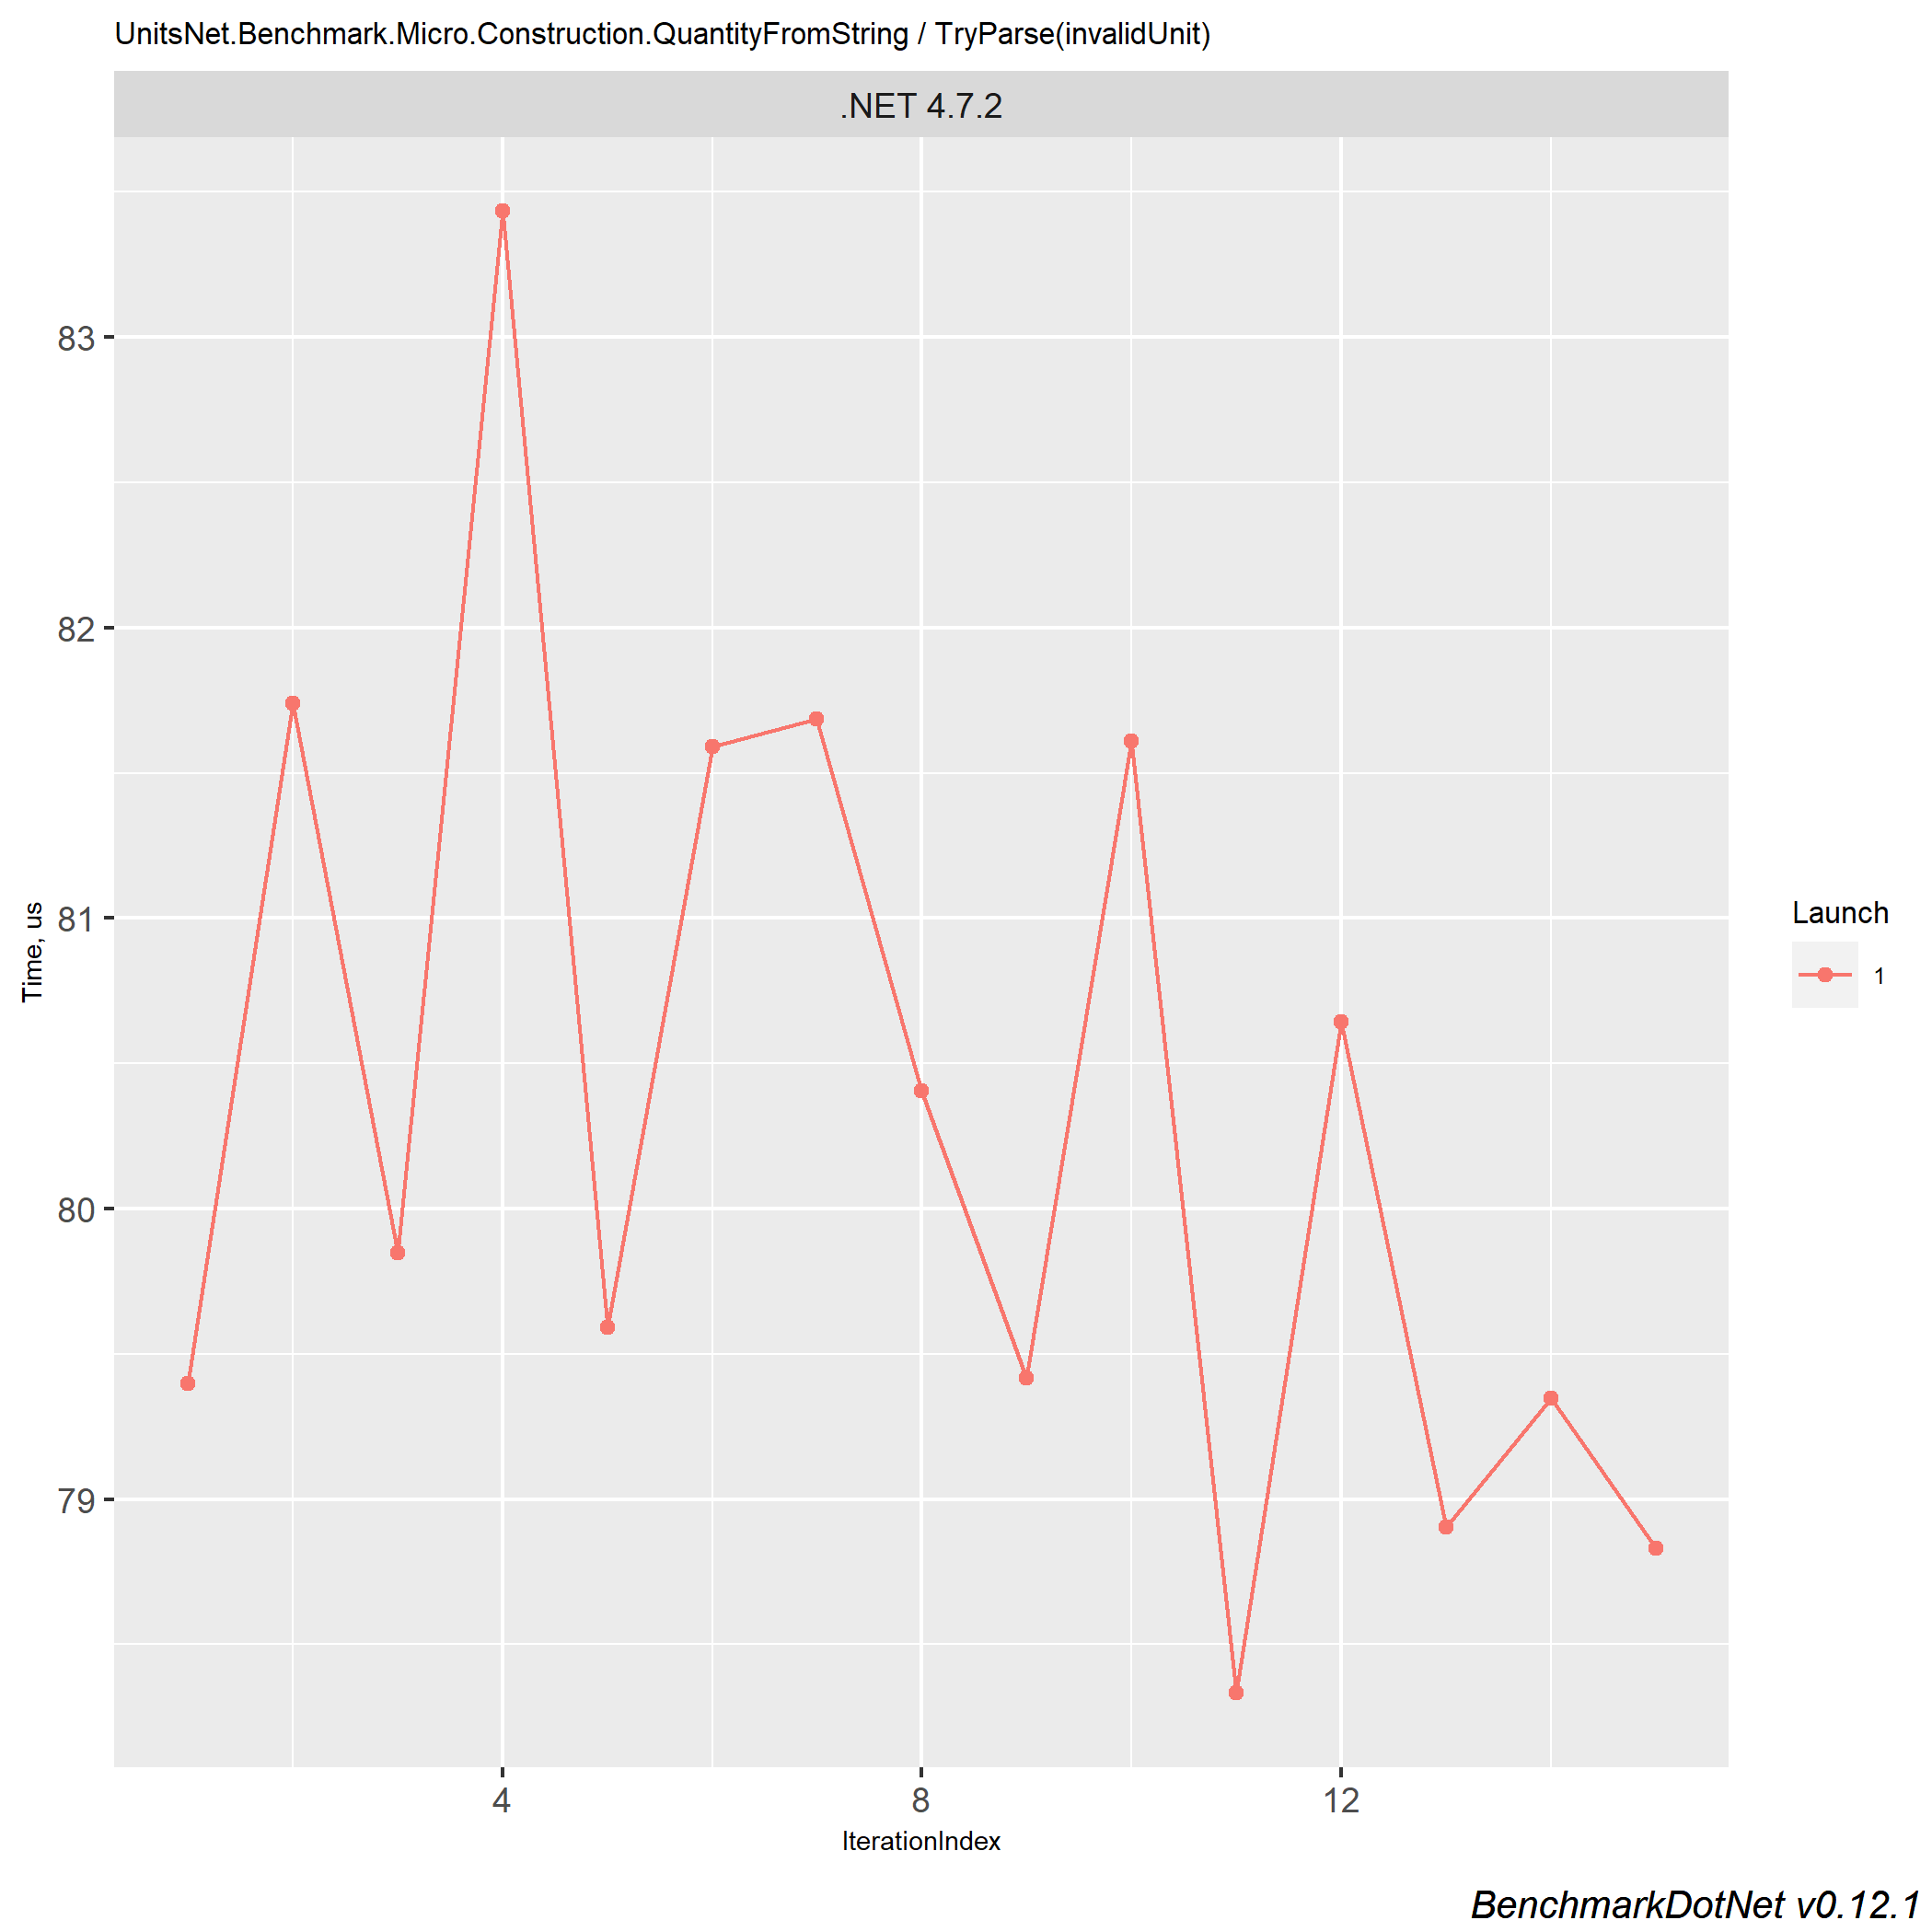 UnitsNet.Benchmark.Micro.Construction.QuantityFromString / TryParse(invalidUnit)
.NET 4.7.2
83
82
81
80
79
Time, us
4 8 12
IterationIndex
Launch
1
BenchmarkDotNet v0.12.1